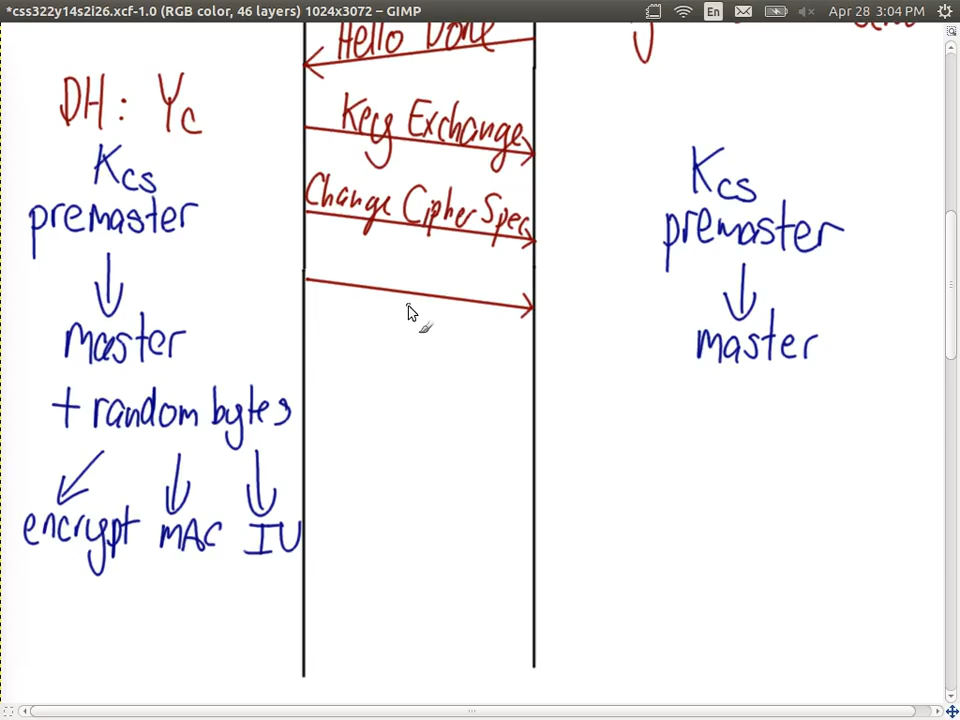 *css322y14s2i26.xcf-1.0 (RGB color, 46 layers) 1024x3072 – GIMP
En
Apr 28 3:04 PM
Hello Done
DH: Yc
Key Exchange
Kcs
premaster
Change Cipher Spec
Kcs
premaster
master
master
+ random bytes
encrypt MAC IV